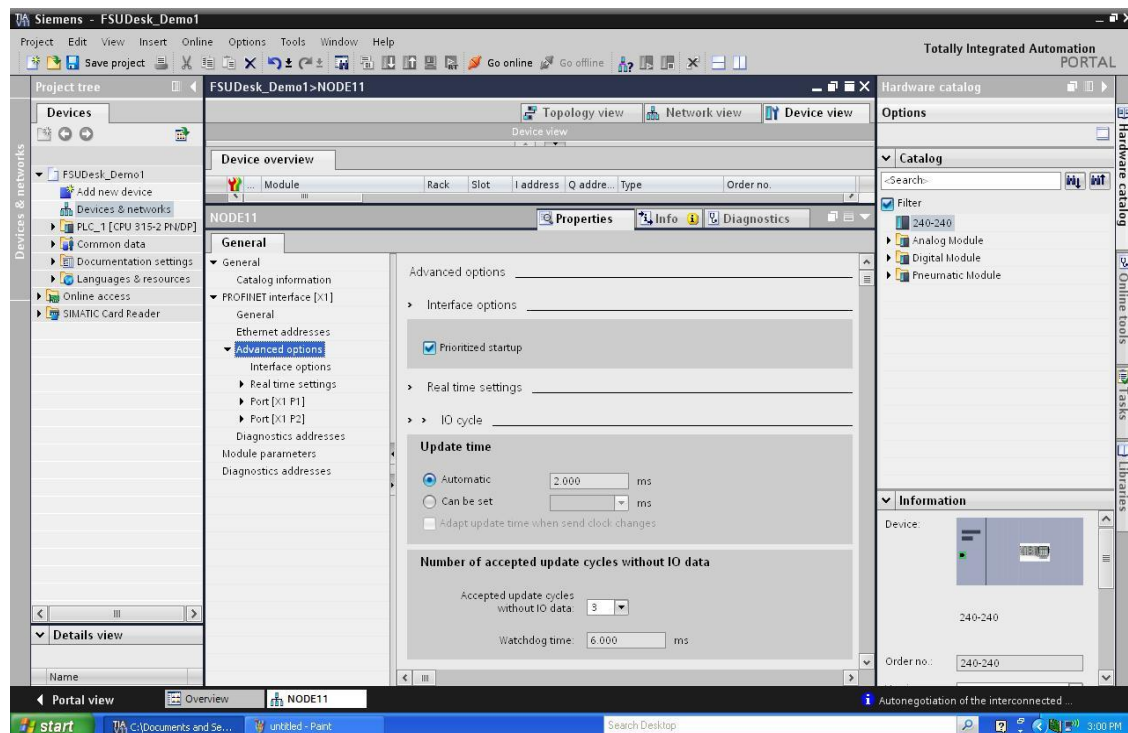 Siemens - FSUDesk_Demo1
Project Edit View Insert Online Options Tools Window Help
Totally Integrated Automation
PORTAL
Save project
Go online
Go offline
Project tree
Devices
Devices & networks
FSUDesk_Demo1
Add new device
Devices & networks
PLC_1 [CPU 315-2 PN/DP]
Common data
Documentation settings
Languages & resources
Online access
SIMATIC Card Reader
Details view
Name
FSUDesk_Demo1>NODE11
Topology view
Network view
Device view
Device view
Device overview
... Module Rack Slot I address Q addre... Type Order no.
NODE11
Properties
Info
Diagnostics
General
General
Catalog information
PROFINET interface [X1]
General
Ethernet addresses
Advanced options
Interface options
Real time settings
Port [X1 P1]
Port [X1 P2]
Diagnostics addresses
Module parameters
Diagnostics addresses
Advanced options
Interface options
Prioritized startup
Real time settings
IO cycle
Update time
Automatic 2.000 ms
Can be set ms
Adapt update time when send clock changes
Number of accepted update cycles without IO data
Accepted update cycles
without IO data: 3
Watchdog time: 6.000 ms
Hardware catalog
Options
Catalog
<Search>
Filter
240-240
Analog Module
Digital Module
Pneumatic Module
Information
Device:
240-240
Order no.: 240-240
Hardware catalog
Online tools
Tasks
Libraries
Portal view
Overview
NODE11
Autonegotiation of the interconnected ...
start
C:\Documents and Se...
untitled - Paint
Search Desktop
3:00 PM